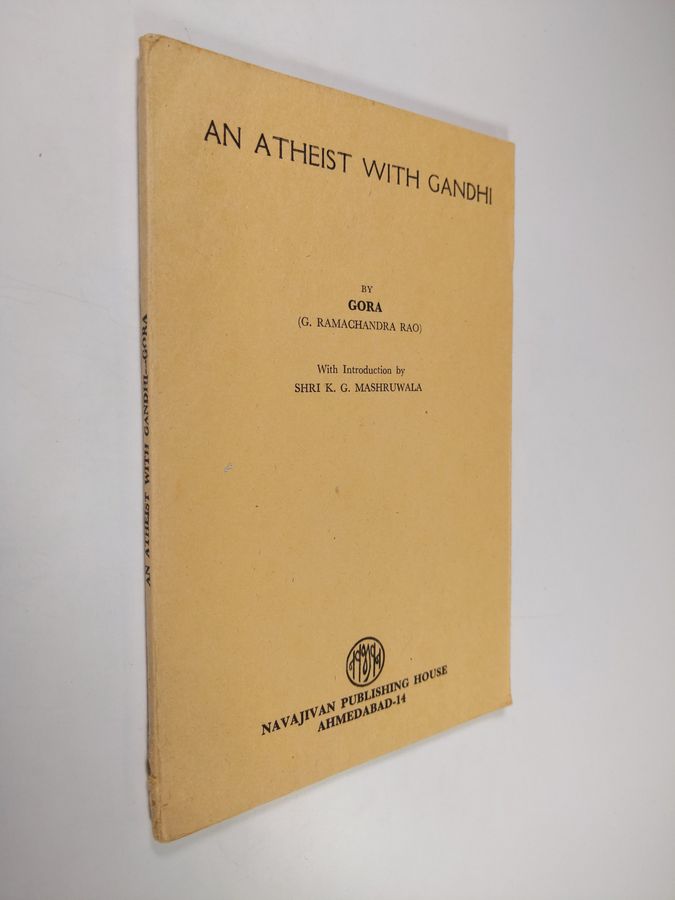 AN ATHEIST WITH GANDHI
BY
GORA
(G. RAMACHANDRA RAO)
With Introduction by
SHRI K. G. MASHRUWALA
NAVAJIVAN PUBLISHING HOUSE
AHMEDABAD-14
AN ATHEIST WITH GANDHI—GORA